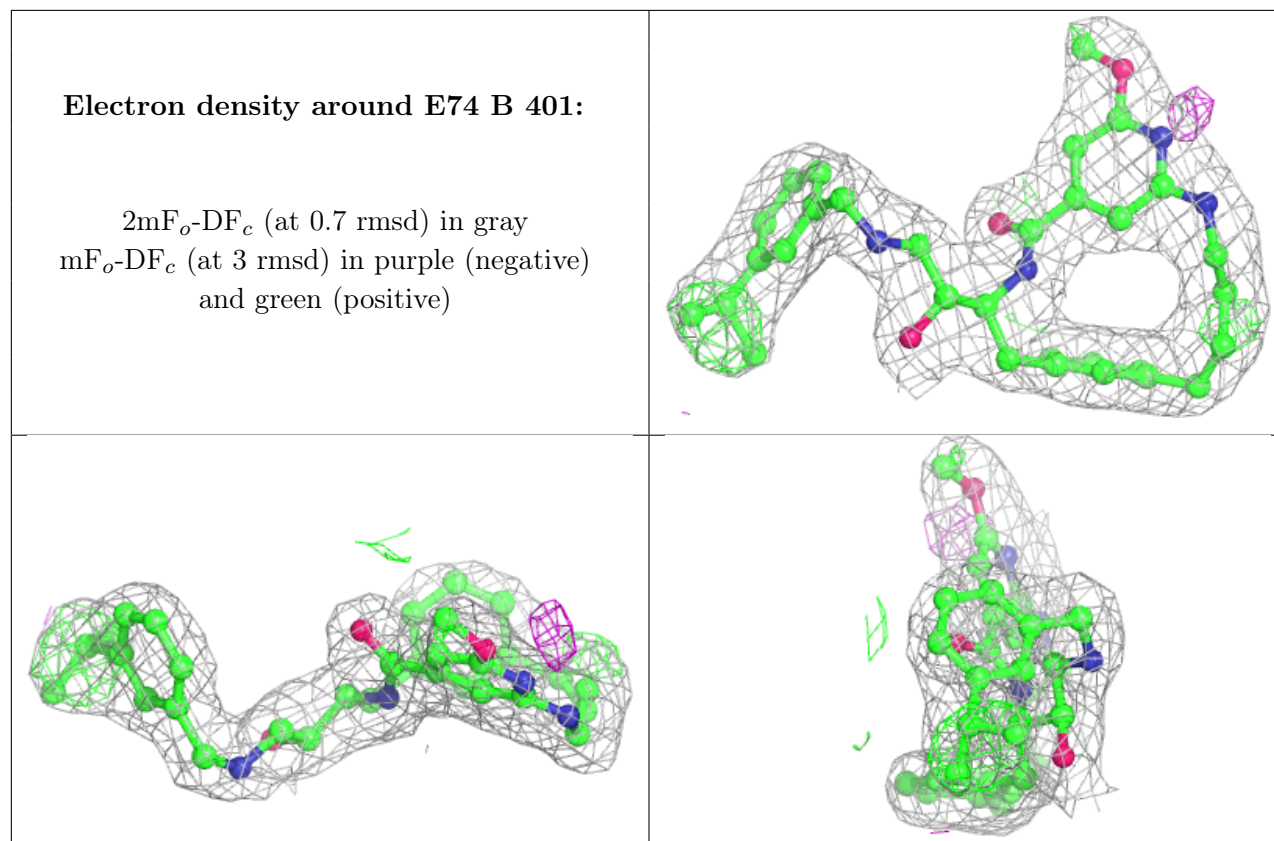 Electron density around E74 B 401:
2mFo-DFc (at 0.7 rmsd) in gray
mFo-DFc (at 3 rmsd) in purple (negative)
and green (positive)